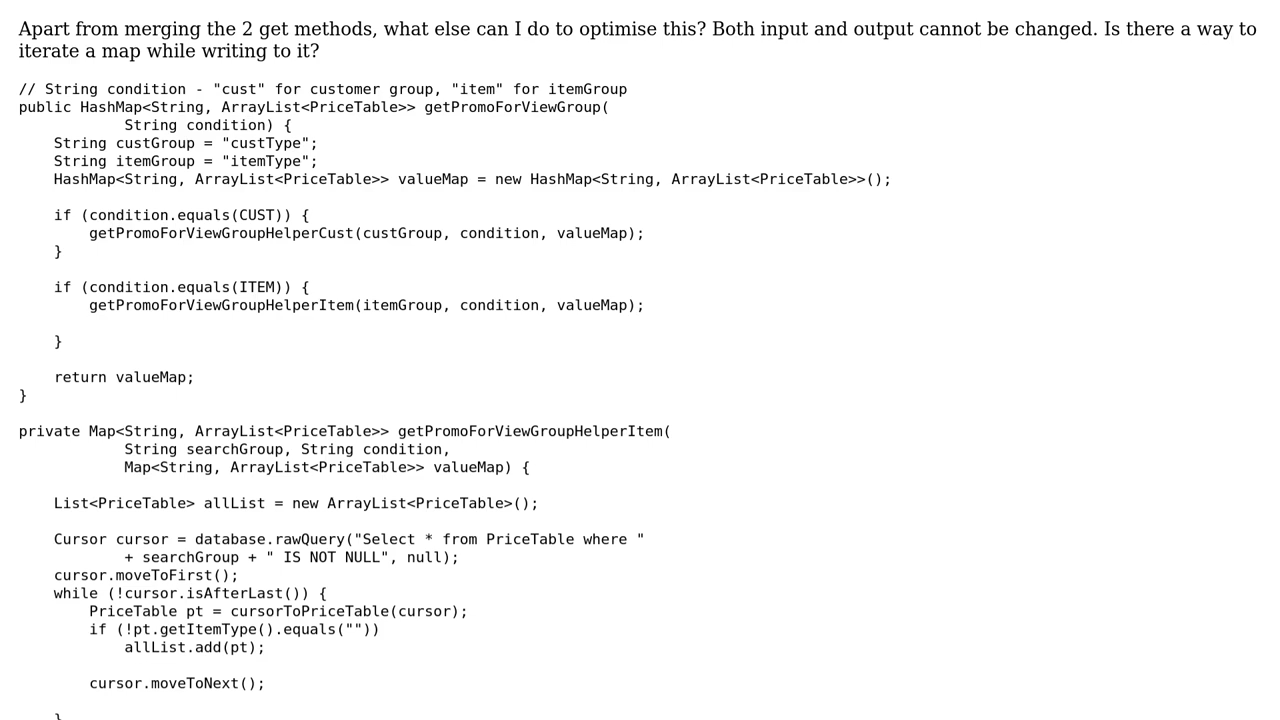 Apart from merging the 2 get methods, what else can I do to optimise this? Both input and output cannot be changed. Is there a way to
iterate a map while writing to it?
// String condition - "cust" for customer group, "item" for itemGroup
public HashMap<String, ArrayList<PriceTable>> getPromoForViewGroup(
            String condition) {
    String custGroup = "custType";
    String itemGroup = "itemType";
    HashMap<String, ArrayList<PriceTable>> valueMap = new HashMap<String, ArrayList<PriceTable>>();
    if (condition.equals(CUST)) {
        getPromoForViewGroupHelperCust(custGroup, condition, valueMap);
    }
    if (condition.equals(ITEM)) {
        getPromoForViewGroupHelperItem(itemGroup, condition, valueMap);
    }
    return valueMap;
}
private Map<String, ArrayList<PriceTable>> getPromoForViewGroupHelperItem(
            String searchGroup, String condition,
            Map<String, ArrayList<PriceTable>> valueMap) {
    List<PriceTable> allList = new ArrayList<PriceTable>();
    Cursor cursor = database.rawQuery("Select * from PriceTable where "
            + searchGroup + " IS NOT NULL", null);
    cursor.moveToFirst();
    while (!cursor.isAfterLast()) {
        PriceTable pt = cursorToPriceTable(cursor);
        if (!pt.getItemType().equals(""))
            allList.add(pt);
        cursor.moveToNext();
    }